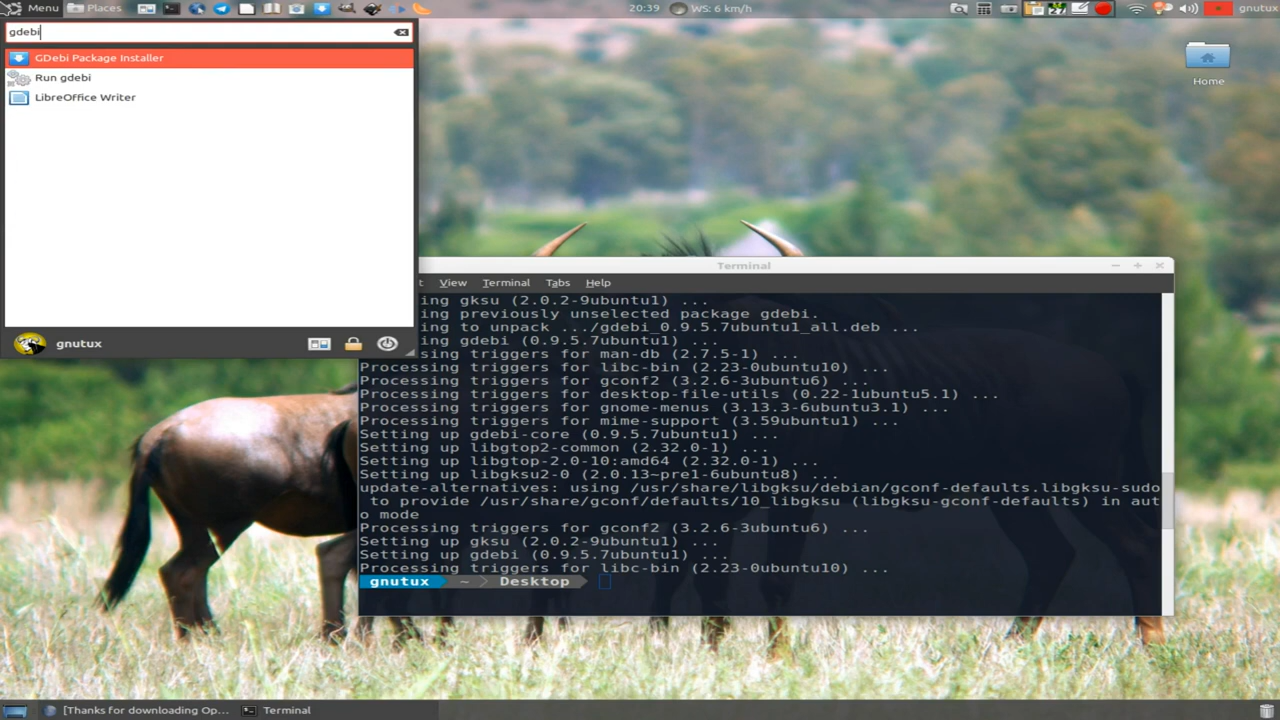 Menu Places 20:39 WS: 6 km/h 27 gnutux
gdebi
GDebi Package Installer
Run gdebi
LibreOffice Writer
gnutux
Home
Terminal
t View Terminal Tabs Help
ing gksu (2.0.2-9ubuntu1) ...
ing previously unselected package gdebi.
ing to unpack .../gdebi_0.9.5.7ubuntu1_all.deb ...
ing gdebi (0.9.5.7ubuntu1) ...
sing triggers for man-db (2.7.5-1) ...
Processing triggers for libc-bin (2.23-0ubuntu10) ...
Processing triggers for gconf2 (3.2.6-3ubuntu6) ...
Processing triggers for desktop-file-utils (0.22-1ubuntu5.1) ...
Processing triggers for gnome-menus (3.13.3-6ubuntu3.1) ...
Processing triggers for mime-support (3.59ubuntu1) ...
Setting up gdebi-core (0.9.5.7ubuntu1) ...
Setting up libgtop2-common (2.32.0-1) ...
Setting up libgtop-2.0-10:amd64 (2.32.0-1) ...
Setting up libgksu2-0 (2.0.13~pre1-6ubuntu8) ...
update-alternatives: using /usr/share/libgksu/debian/gconf-defaults.libgksu-sudo
to provide /usr/share/gconf/defaults/10_libgksu (libgksu-gconf-defaults) in aut
o mode
Processing triggers for gconf2 (3.2.6-3ubuntu6) ...
Setting up gksu (2.0.2-9ubuntu1) ...
Setting up gdebi (0.9.5.7ubuntu1) ...
Processing triggers for libc-bin (2.23-0ubuntu10) ...
gnutux ~ Desktop
[Thanks for downloading Op... Terminal